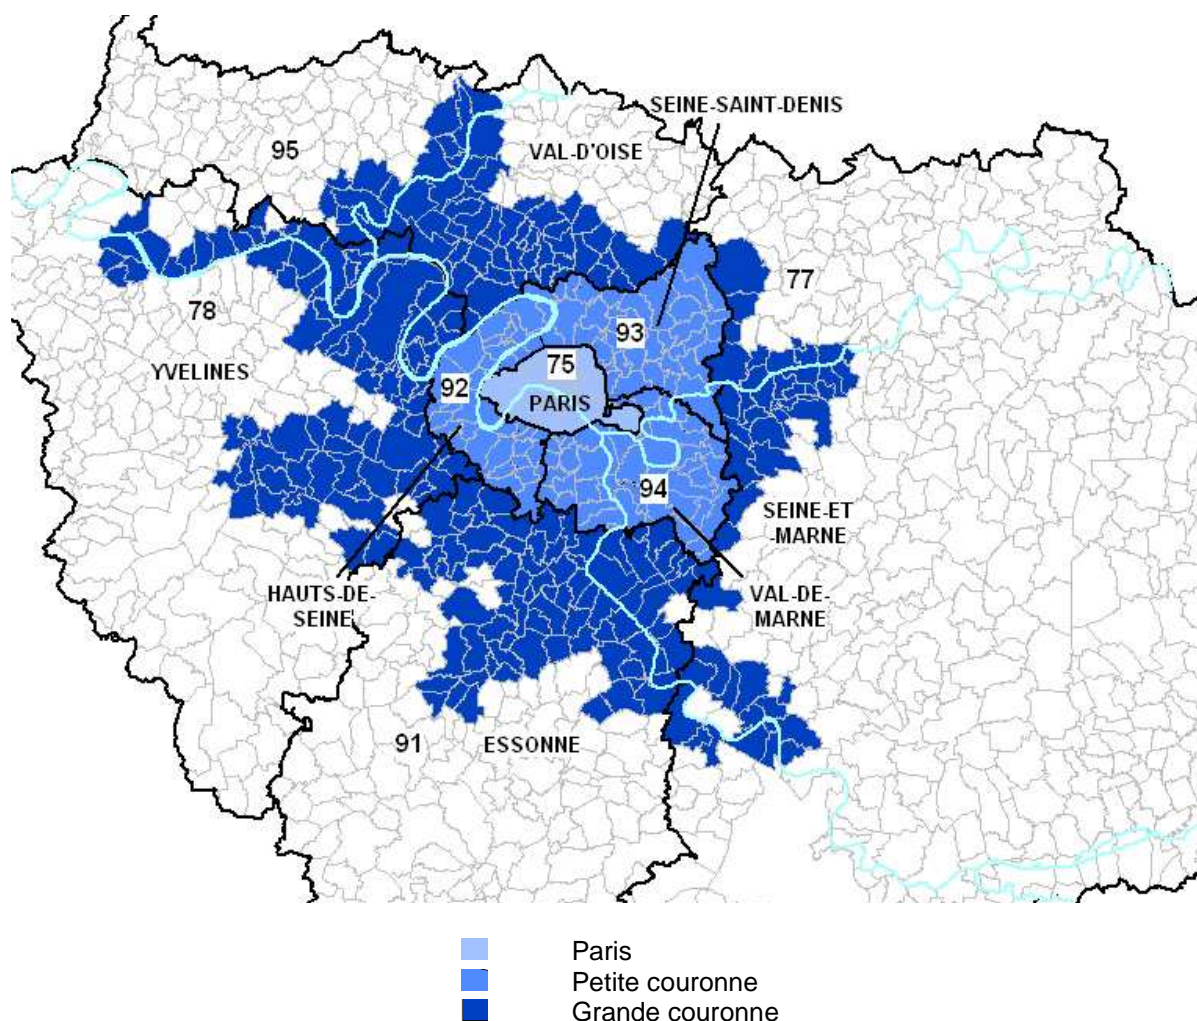 SEINE-SAINT-DENIS
95
VAL-D'OISE
77
78
93
YVELINES
75
92
PARIS
94
SEINE-ET
-MARNE
HAUTS-DE-
SEINE
VAL-DE-
MARNE
91
ESSONNE
Paris
Petite couronne
Grande couronne